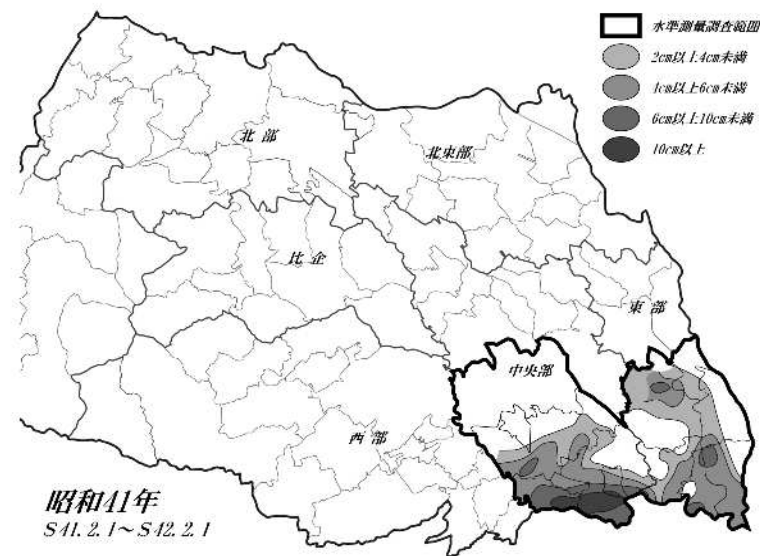 水準測量調査範囲
2cm以上4cm未満
4cm以上6cm未満
6cm以上10cm未満
10cm以上
北部
北東部
比企
東部
中央部
西部
昭和41年
S41.2.1～S42.2.1